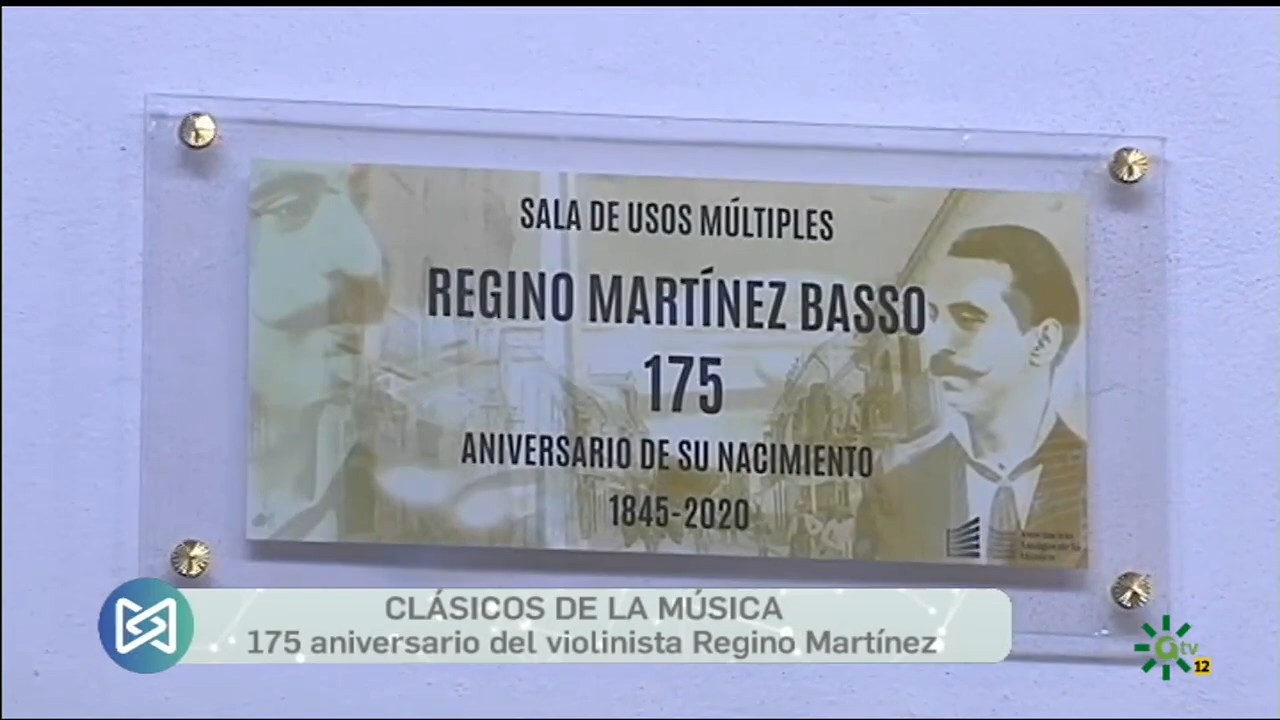 SALA DE USOS MÚLTIPLES
REGINO MARTÍNEZ BASSO
175
ANIVERSARIO DE SU NACIMIENTO
1845-2020
CLÁSICOS DE LA MÚSICA
175 aniversario del violinista Regino Martínez
tv
12